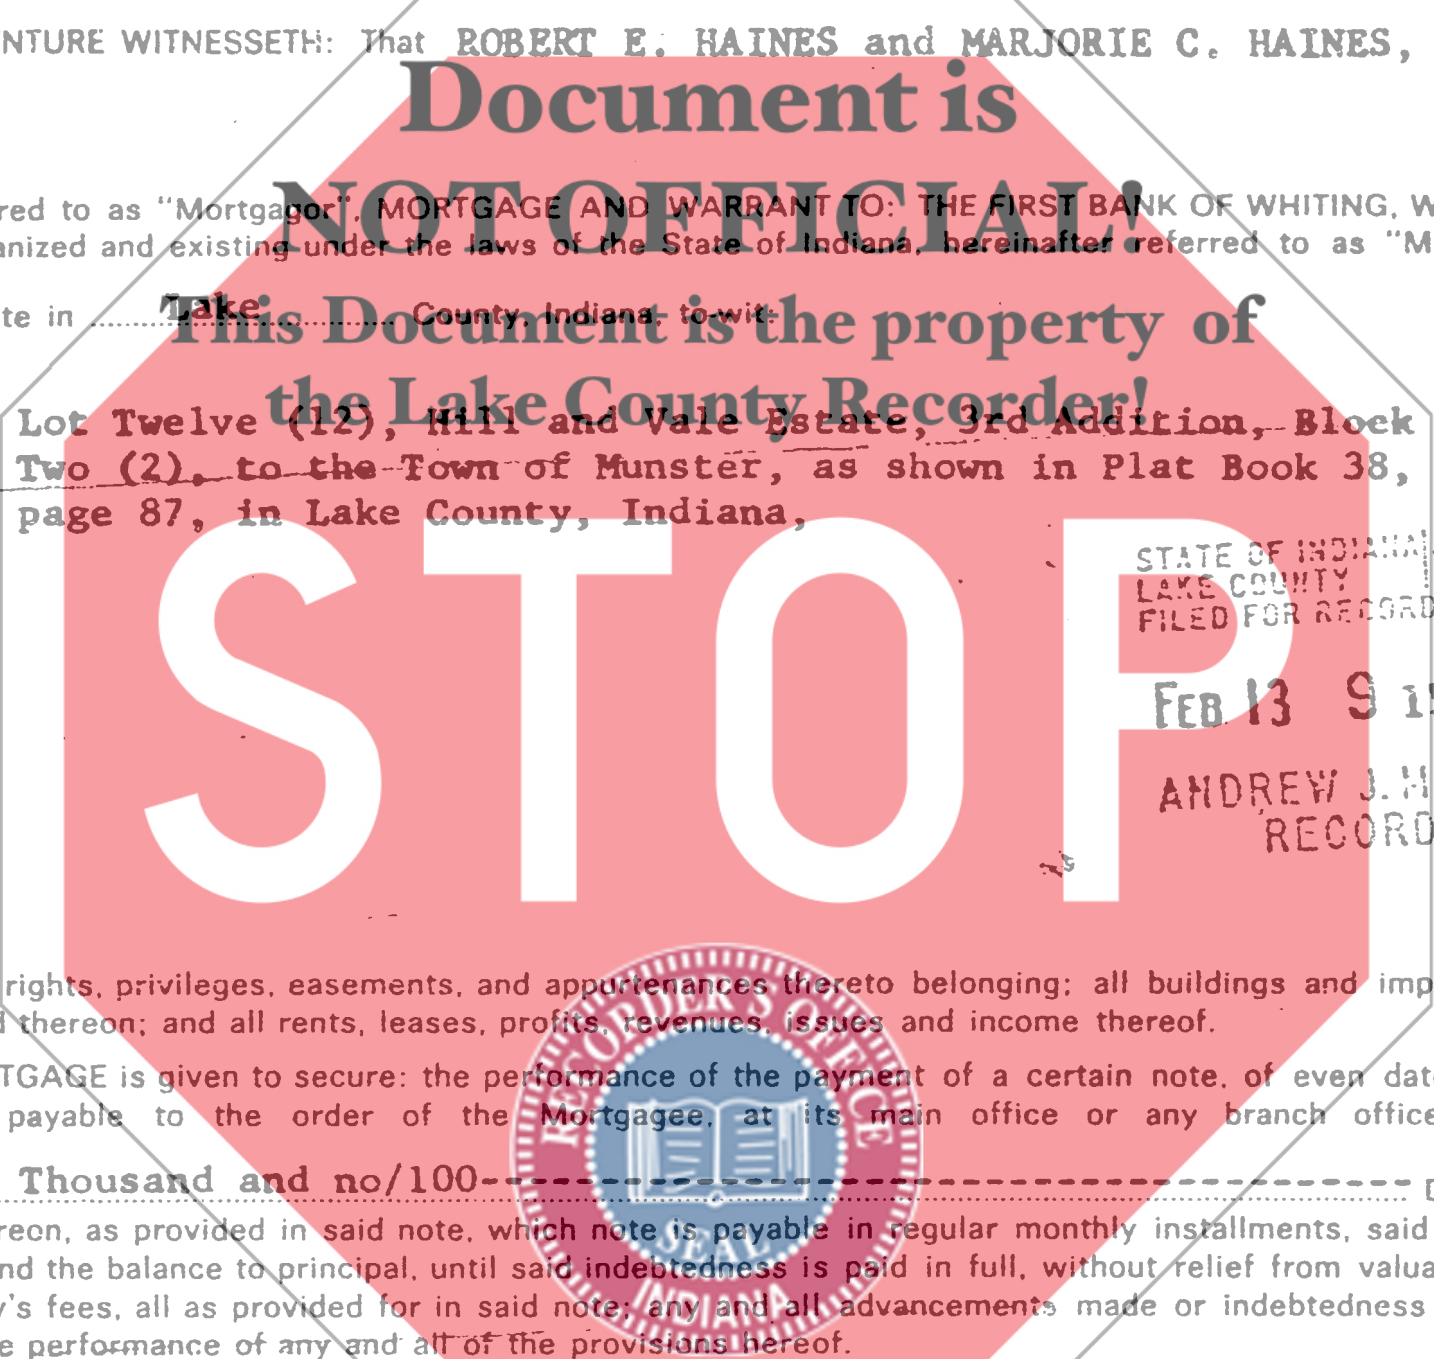 NTURE WITNESSETH: That ROBERT E. HAINES and MARJORIE C. HAINES,
Document is
NOT OFFICIAL!
red to as "Mortgagor", MORTGAGE AND WARRANT TO: THE FIRST BANK OF WHITING, W
anized and existing under the laws of the State of Indiana, hereinafter referred to as "M
te in Lake County, Indiana, to-wit:
This Document is the property of
the Lake County Recorder!
Lot Twelve (12), Hill and Vale Estate, 3rd Addition, Block
Two (2), to the Town of Munster, as shown in Plat Book 38,
page 87, in Lake County, Indiana,
STOP
STATE OF INDIANA
LAKE COUNTY
FILED FOR RECORD
FEB 13 9
ANDREW J. H
RECORD
rights, privileges, easements, and appurtenances thereto belonging; all buildings and imp
thereon; and all rents, leases, profits, revenues, issues and income thereof.
TGAGE is given to secure: the performance of the payment of a certain note, of even dat
payable to the order of the Mortgagee, at its main office or any branch office
Thousand and no/100--------------------------------------------------
reon, as provided in said note, which note is payable in regular monthly installments, said
nd the balance to principal, until said indebtedness is paid in full, without relief from valua
y's fees, all as provided for in said note; any and all advancements made or indebtedness
e performance of any and all of the provisions hereof.
RECORDER'S OFFICE
SEAL
INDIANA